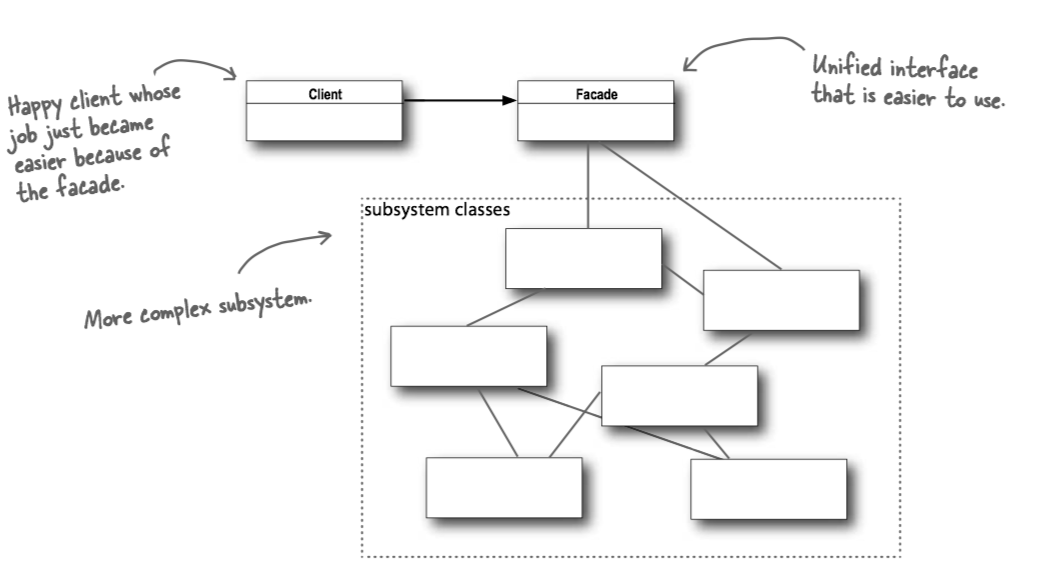 Happy client whose
job just became
easier because of
the facade.
Client
Facade
Unified interface
that is easier to use.
subsystem classes
More complex subsystem.